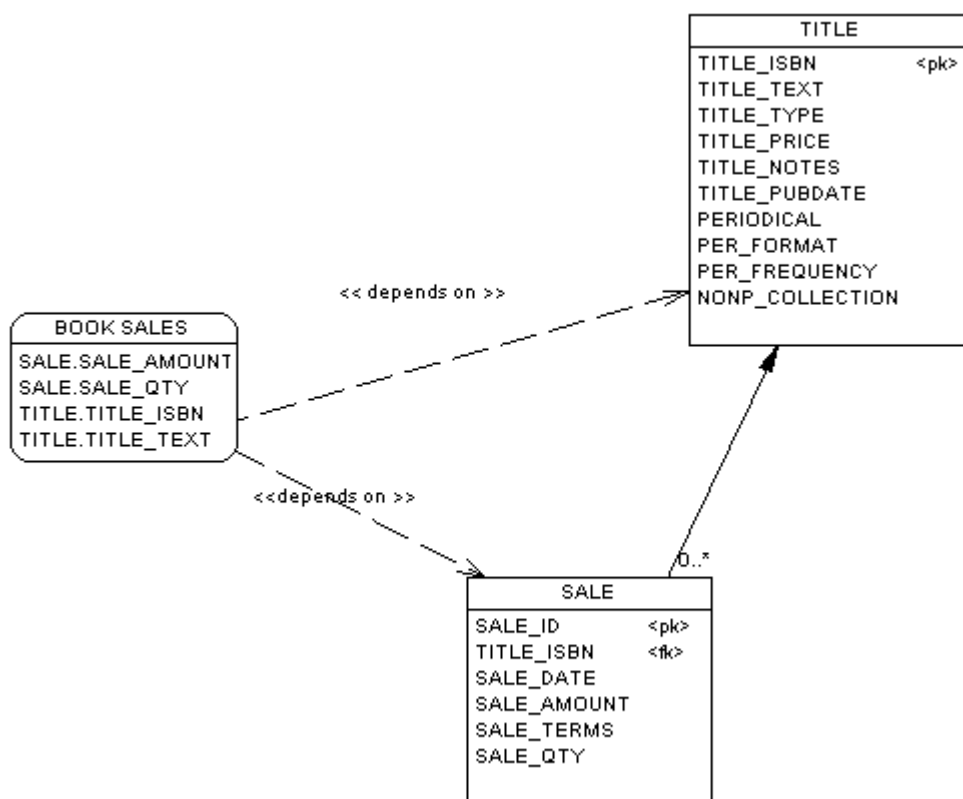 TITLE
TITLE_ISBN <pk>
TITLE_TEXT
TITLE_TYPE
TITLE_PRICE
TITLE_NOTES
TITLE_PUBDATE
PERIODICAL
PER_FORMAT
PER_FREQUENCY
NONP_COLLECTION
<< depends on >>
BOOK SALES
SALE.SALE_AMOUNT
SALE.SALE_QTY
TITLE.TITLE_ISBN
TITLE.TITLE_TEXT
<<depends on >>
0..*
SALE
SALE_ID <pk>
TITLE_ISBN <fk>
SALE_DATE
SALE_AMOUNT
SALE_TERMS
SALE_QTY